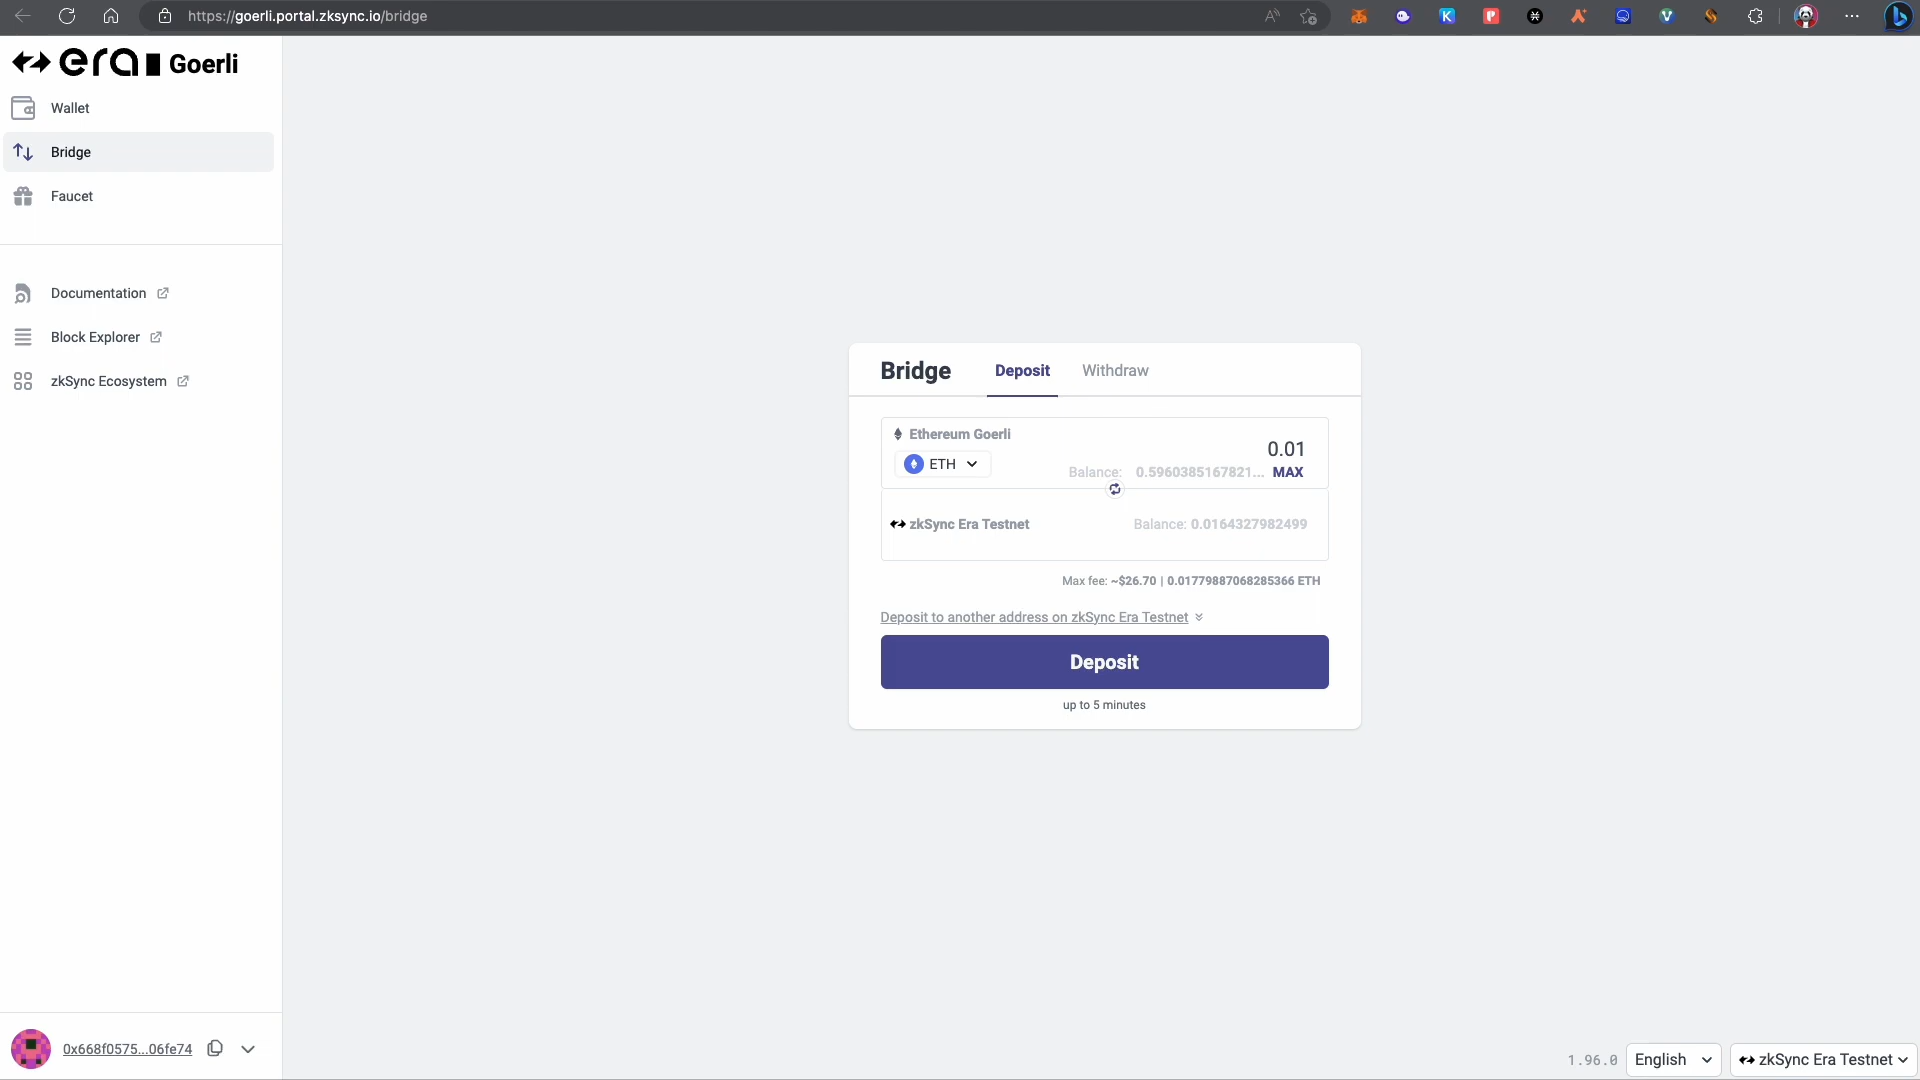 https://goerli.portal.zksync.io/bridge
era Goerli
Wallet
Bridge
Faucet
Documentation
Block Explorer
zkSync Ecosystem
Bridge Deposit Withdraw
Ethereum Goerli
0.01
ETH
Balance: 0.5960385167821... MAX
zkSync Era Testnet Balance: 0.0164327982499
Max fee: ~$26.70 | 0.01779887068285366 ETH
Deposit to another address on zkSync Era Testnet
Deposit
up to 5 minutes
0x668f0575...06fe74
1.96.0 English zkSync Era Testnet